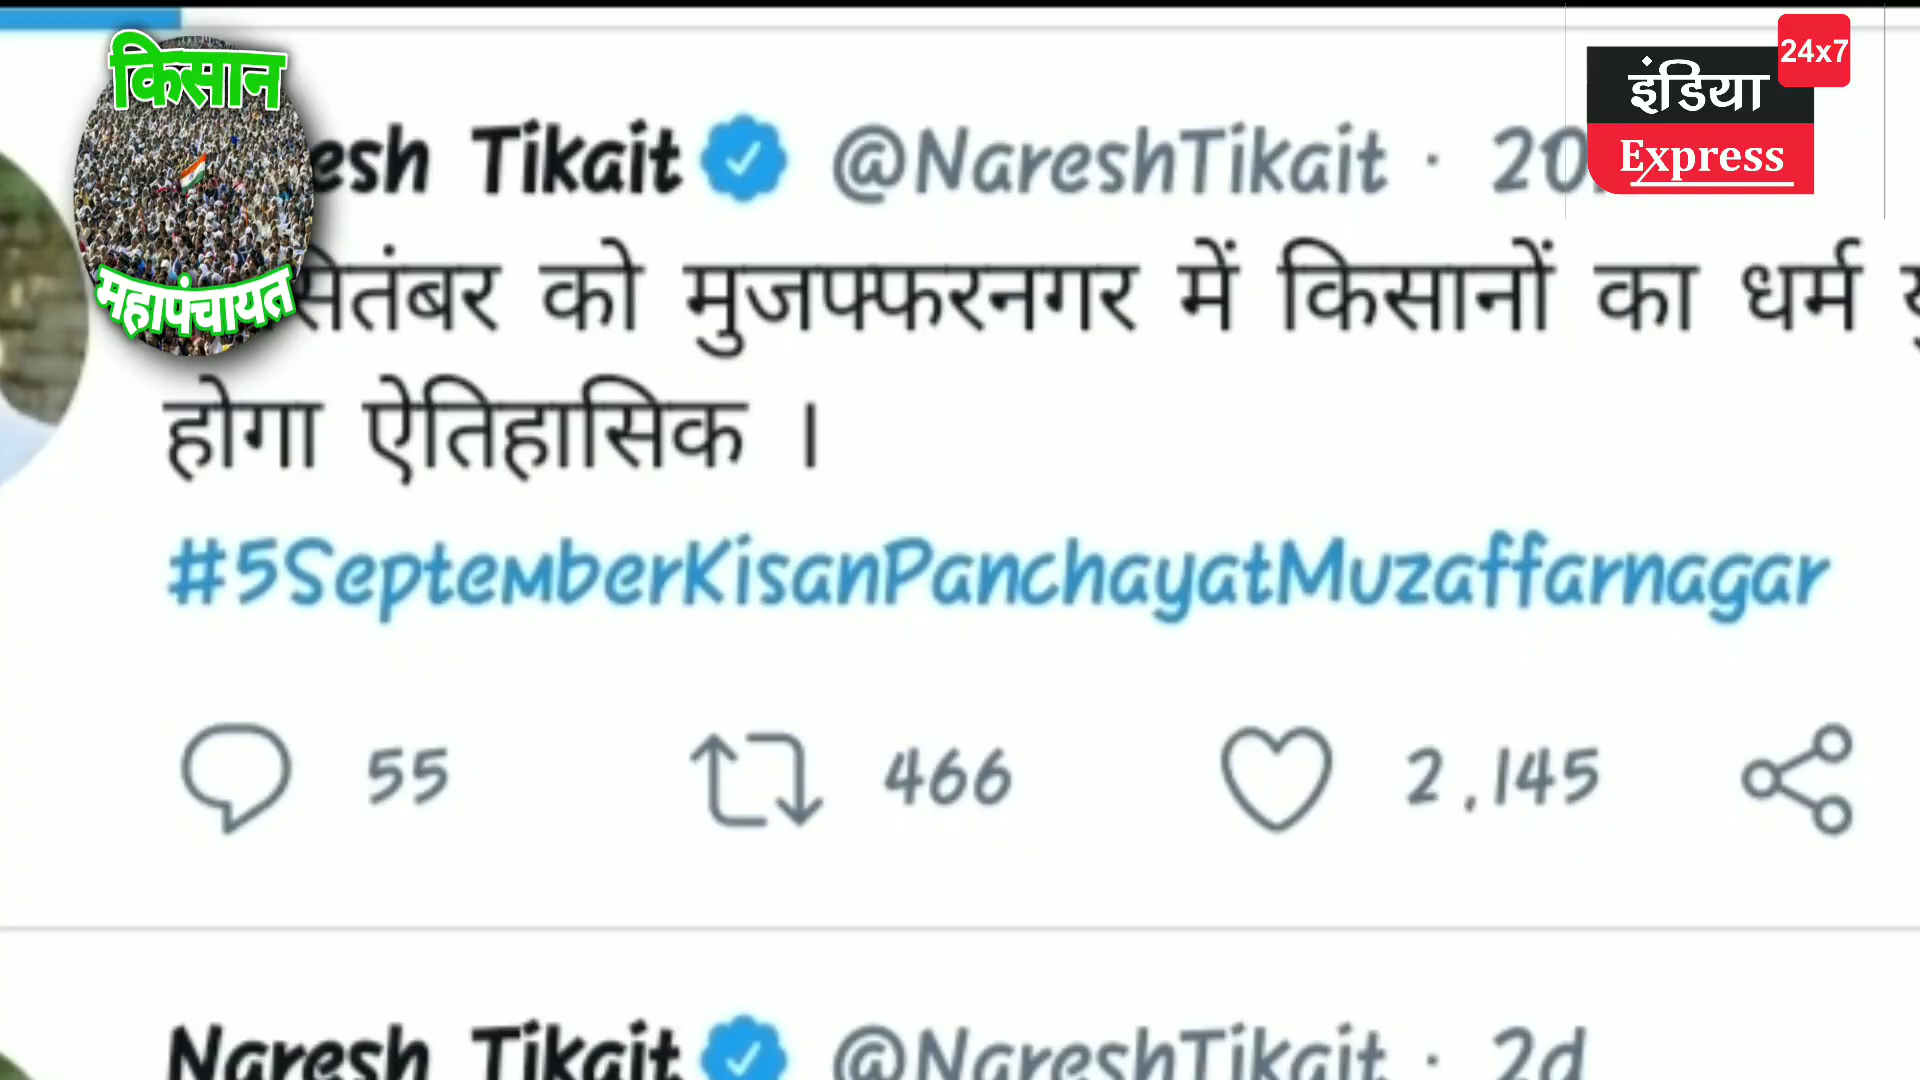 किसान
महापंचायत
24x7
इंडिया
Express
esh Tikait @NareshTikait · 20
सितंबर को मुजफ्फरनगर में किसानों का धर्म
होगा ऐतिहासिक ।
#5SeptemberKisanPanchayatMuzaffarnagar
55 466 2,145
Naresh Tikait @NareshTikait · 2d